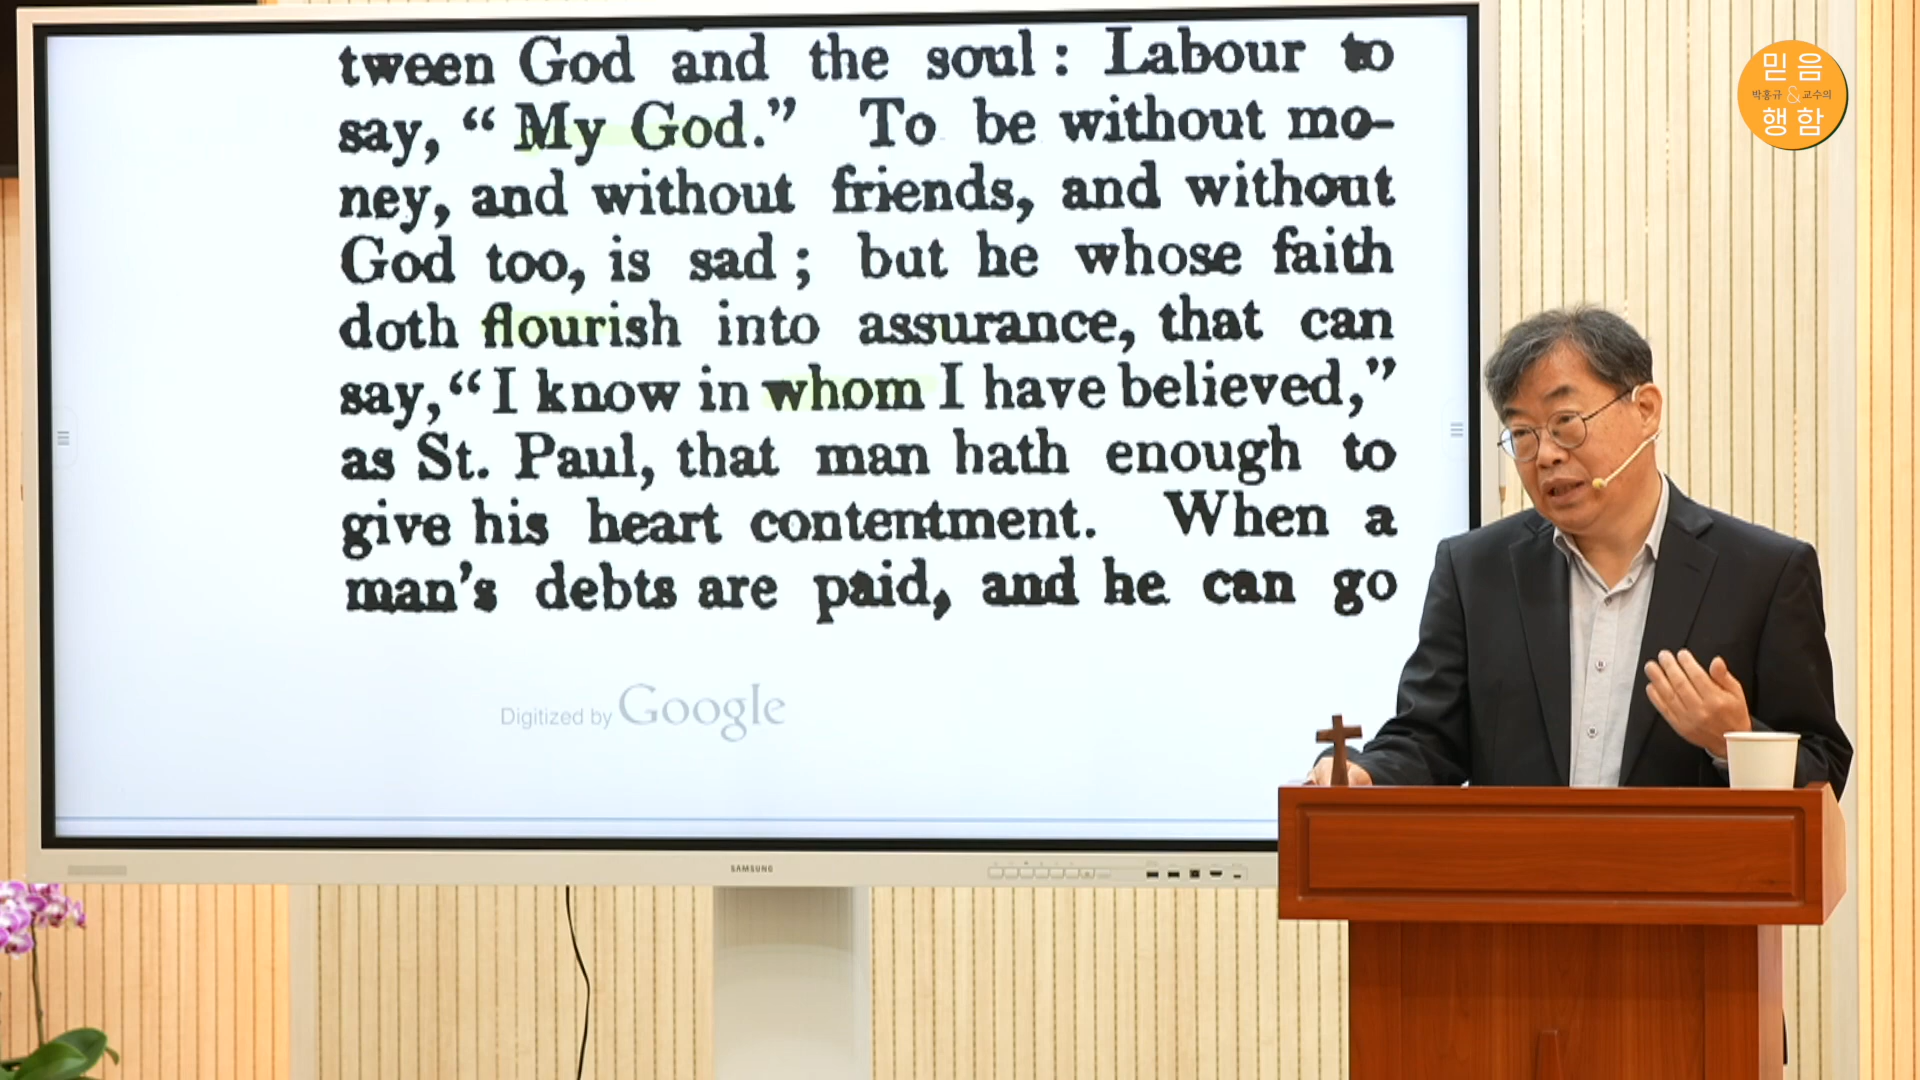 tween God and the soul : Labour to
say, “ My God.” To be without mo-
ney, and without friends, and without
God too, is sad ; but he whose faith
doth flourish into assurance, that can
say, “ I know in whom I have believed,”
as St. Paul, that man hath enough to
give his heart contentment. When a
man’s debts are paid, and he can go
Digitized by Google
SAMSUNG
믿음
박홍규 & 교수의
행함